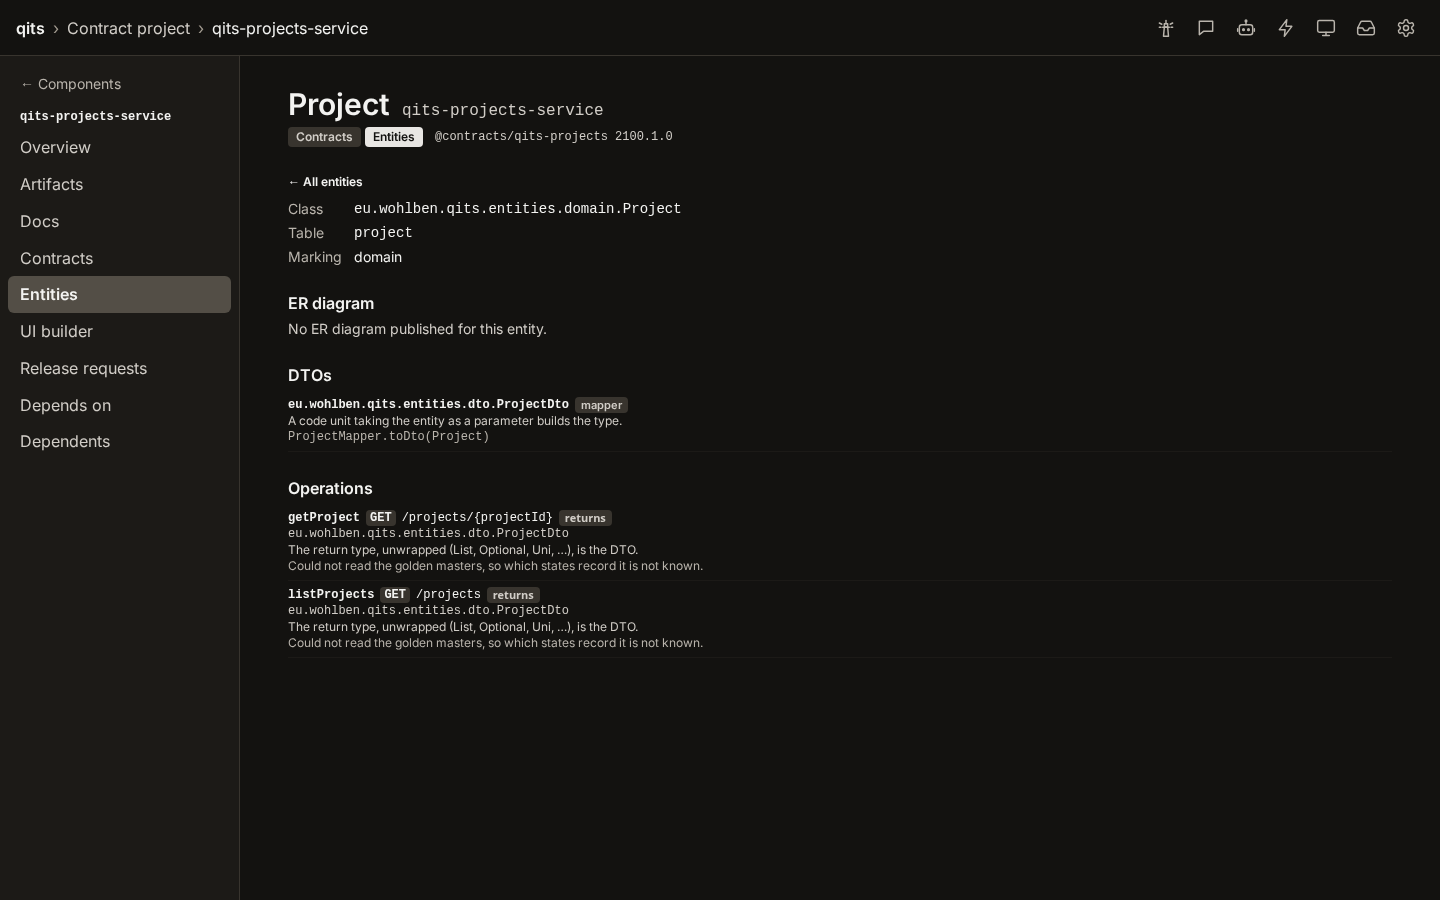 qits › Contract project › qits-projects-service
← Components
qits-projects-service
Overview
Artifacts
Docs
Contracts
Entities
UI builder
Release requests
Depends on
Dependents
Project qits-projects-service
Contracts Entities @contracts/qits-projects 2100.1.0
← All entities
Class eu.wohlben.qits.entities.domain.Project
Table project
Marking domain
ER diagram
No ER diagram published for this entity.
DTOs
eu.wohlben.qits.entities.dto.ProjectDto mapper
A code unit taking the entity as a parameter builds the type.
ProjectMapper.toDto(Project)
Operations
getProject GET /projects/{projectId} returns
eu.wohlben.qits.entities.dto.ProjectDto
The return type, unwrapped (List, Optional, Uni, …), is the DTO.
Could not read the golden masters, so which states record it is not known.
listProjects GET /projects returns
eu.wohlben.qits.entities.dto.ProjectDto
The return type, unwrapped (List, Optional, Uni, …), is the DTO.
Could not read the golden masters, so which states record it is not known.